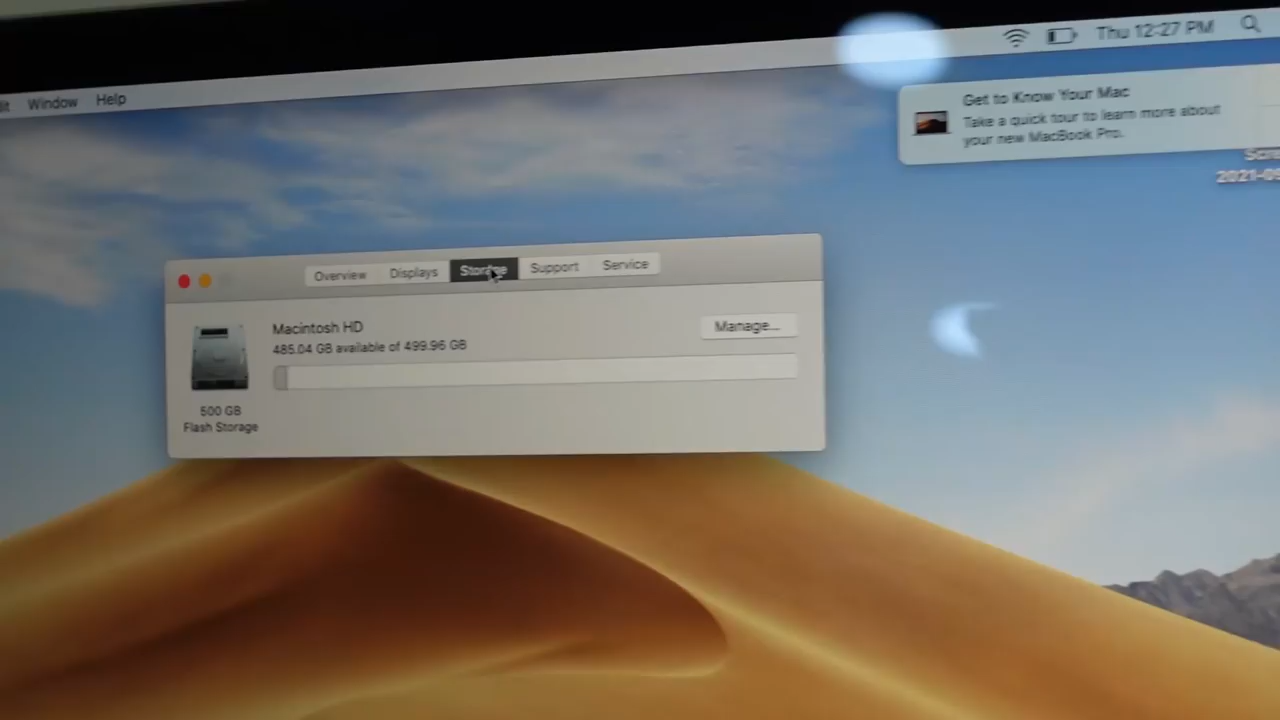 Window Help
Thu 12:27 PM
Get to Know Your Mac
Take a quick tour to learn more about
your new MacBook Pro.
Overview Displays Storage Support Service
Macintosh HD
485.04 GB available of 499.96 GB
Manage...
500 GB
Flash Storage